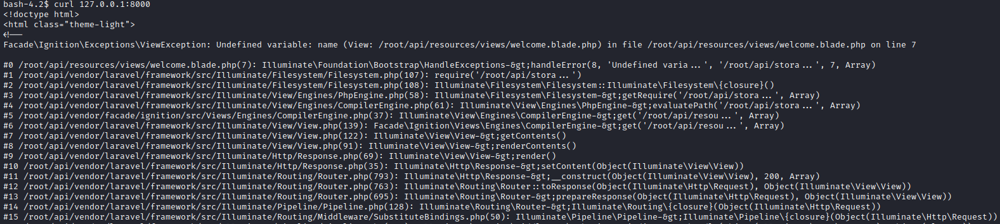 bash-4.2$ curl 127.0.0.1:8000
<!doctype html>
<html class="theme-light">
<!--
Facade\Ignition\Exceptions\ViewException: Undefined variable: name (View: /root/api/resources/views/welcome.blade.php) in file /root/api/resources/views/welcome.blade.php on line 7

#0 /root/api/resources/views/welcome.blade.php(7): Illuminate\Foundation\Bootstrap\HandleExceptions-&gt;handleError(8, 'Undefined varia...', '/root/api/stora...', 7, Array)
#1 /root/api/vendor/laravel/framework/src/Illuminate/Filesystem/Filesystem.php(107): require('/root/api/stora...')
#2 /root/api/vendor/laravel/framework/src/Illuminate/Filesystem/Filesystem.php(108): Illuminate\Filesystem\Filesystem::Illuminate\Filesystem\{closure}()
#3 /root/api/vendor/laravel/framework/src/Illuminate/View/Engines/PhpEngine.php(58): Illuminate\Filesystem\Filesystem-&gt;getRequire('/root/api/stora...', Array)
#4 /root/api/vendor/laravel/framework/src/Illuminate/View/Engines/CompilerEngine.php(61): Illuminate\View\Engines\PhpEngine-&gt;evaluatePath('/root/api/stora...', Array)
#5 /root/api/vendor/facade/ignition/src/Views/Engines/CompilerEngine.php(37): Illuminate\View\Engines\CompilerEngine-&gt;get('/root/api/resou...', Array)
#6 /root/api/vendor/laravel/framework/src/Illuminate/View/View.php(139): Facade\Ignition\Views\Engines\CompilerEngine-&gt;get('/root/api/resou...', Array)
#7 /root/api/vendor/laravel/framework/src/Illuminate/View/View.php(122): Illuminate\View\View-&gt;getContents()
#8 /root/api/vendor/laravel/framework/src/Illuminate/View/View.php(91): Illuminate\View\View-&gt;renderContents()
#9 /root/api/vendor/laravel/framework/src/Illuminate/Http/Response.php(69): Illuminate\View\View-&gt;render()
#10 /root/api/vendor/laravel/framework/src/Illuminate/Http/Response.php(35): Illuminate\Http\Response-&gt;setContent(Object(Illuminate\View\View))
#11 /root/api/vendor/laravel/framework/src/Illuminate/Routing/Router.php(793): Illuminate\Http\Response-&gt;__construct(Object(Illuminate\View\View), 200, Array)
#12 /root/api/vendor/laravel/framework/src/Illuminate/Routing/Router.php(763): Illuminate\Routing\Router::toResponse(Object(Illuminate\Http\Request), Object(Illuminate\View\View))
#13 /root/api/vendor/laravel/framework/src/Illuminate/Routing/Router.php(695): Illuminate\Routing\Router-&gt;prepareResponse(Object(Illuminate\Http\Request), Object(Illuminate\View\View))
#14 /root/api/vendor/laravel/framework/src/Illuminate/Pipeline/Pipeline.php(128): Illuminate\Routing\Router-&gt;Illuminate\Routing\{closure}(Object(Illuminate\Http\Request))
#15 /root/api/vendor/laravel/framework/src/Illuminate/Routing/Middleware/SubstituteBindings.php(50): Illuminate\Pipeline\Pipeline-&gt;Illuminate\Pipeline\{closure}(Object(Illuminate\Http\Request))